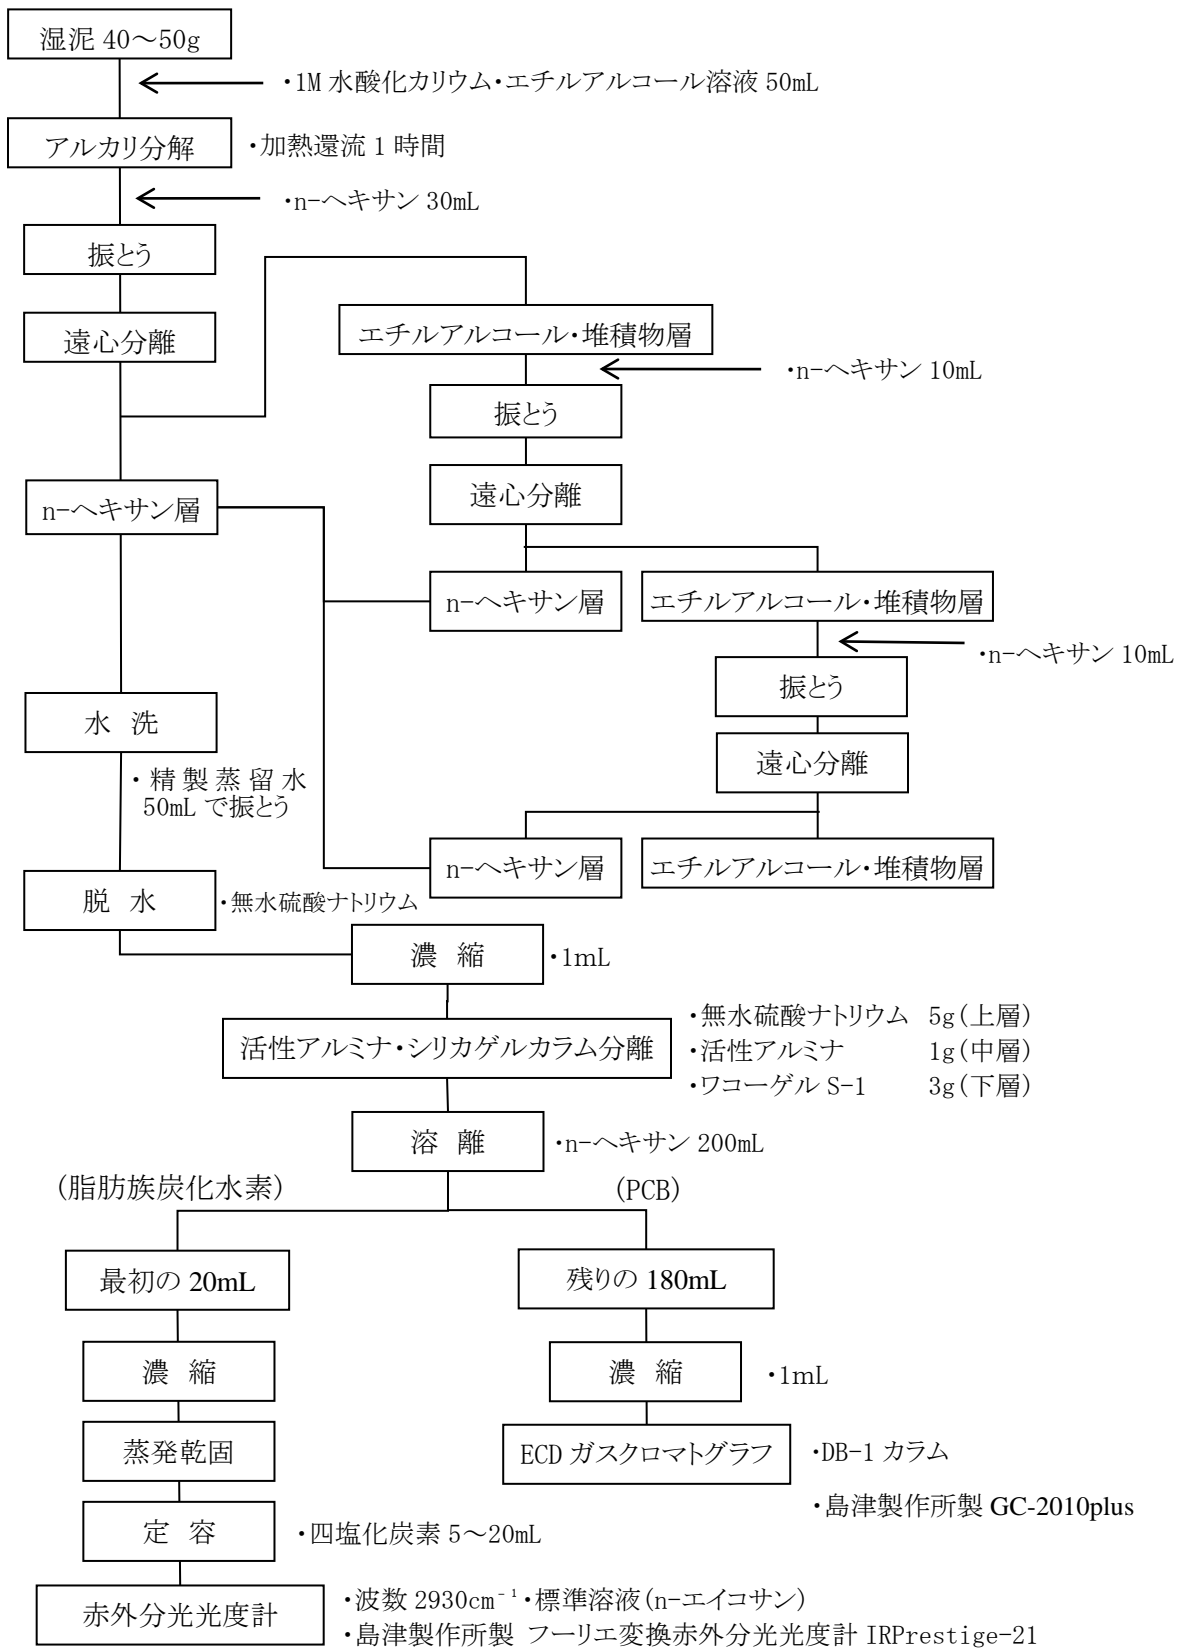 湿泥 40～50g
・1M 水酸化カリウム・エチルアルコール溶液 50mL
アルカリ分解
・加熱還流 1 時間
・n-ヘキサン 30mL
振とう
遠心分離
エチルアルコール・堆積物層
・n-ヘキサン 10mL
振とう
遠心分離
n-ヘキサン層
n-ヘキサン層
エチルアルコール・堆積物層
・n-ヘキサン 10mL
振とう
遠心分離
n-ヘキサン層
エチルアルコール・堆積物層
水 洗
・精製蒸留水
50mL で振とう
脱 水
・無水硫酸ナトリウム
濃 縮
・1mL
活性アルミナ・シリカゲルカラム分離
・無水硫酸ナトリウム 5g(上層)
・活性アルミナ 1g(中層)
・ワコーゲル S-1 3g(下層)
溶 離
・n-ヘキサン 200mL
(脂肪族炭化水素)
(PCB)
最初の 20mL
残りの 180mL
濃 縮
濃 縮
・1mL
蒸発乾固
ECD ガスクロマトグラフ
・DB-1 カラム
・島津製作所製 GC-2010plus
定 容
・四塩化炭素 5～20mL
赤外分光光度計
・波数 2930cm⁻¹・標準溶液(n-エイコサン)
・島津製作所製 フーリエ変換赤外分光光度計 IRPrestige-21